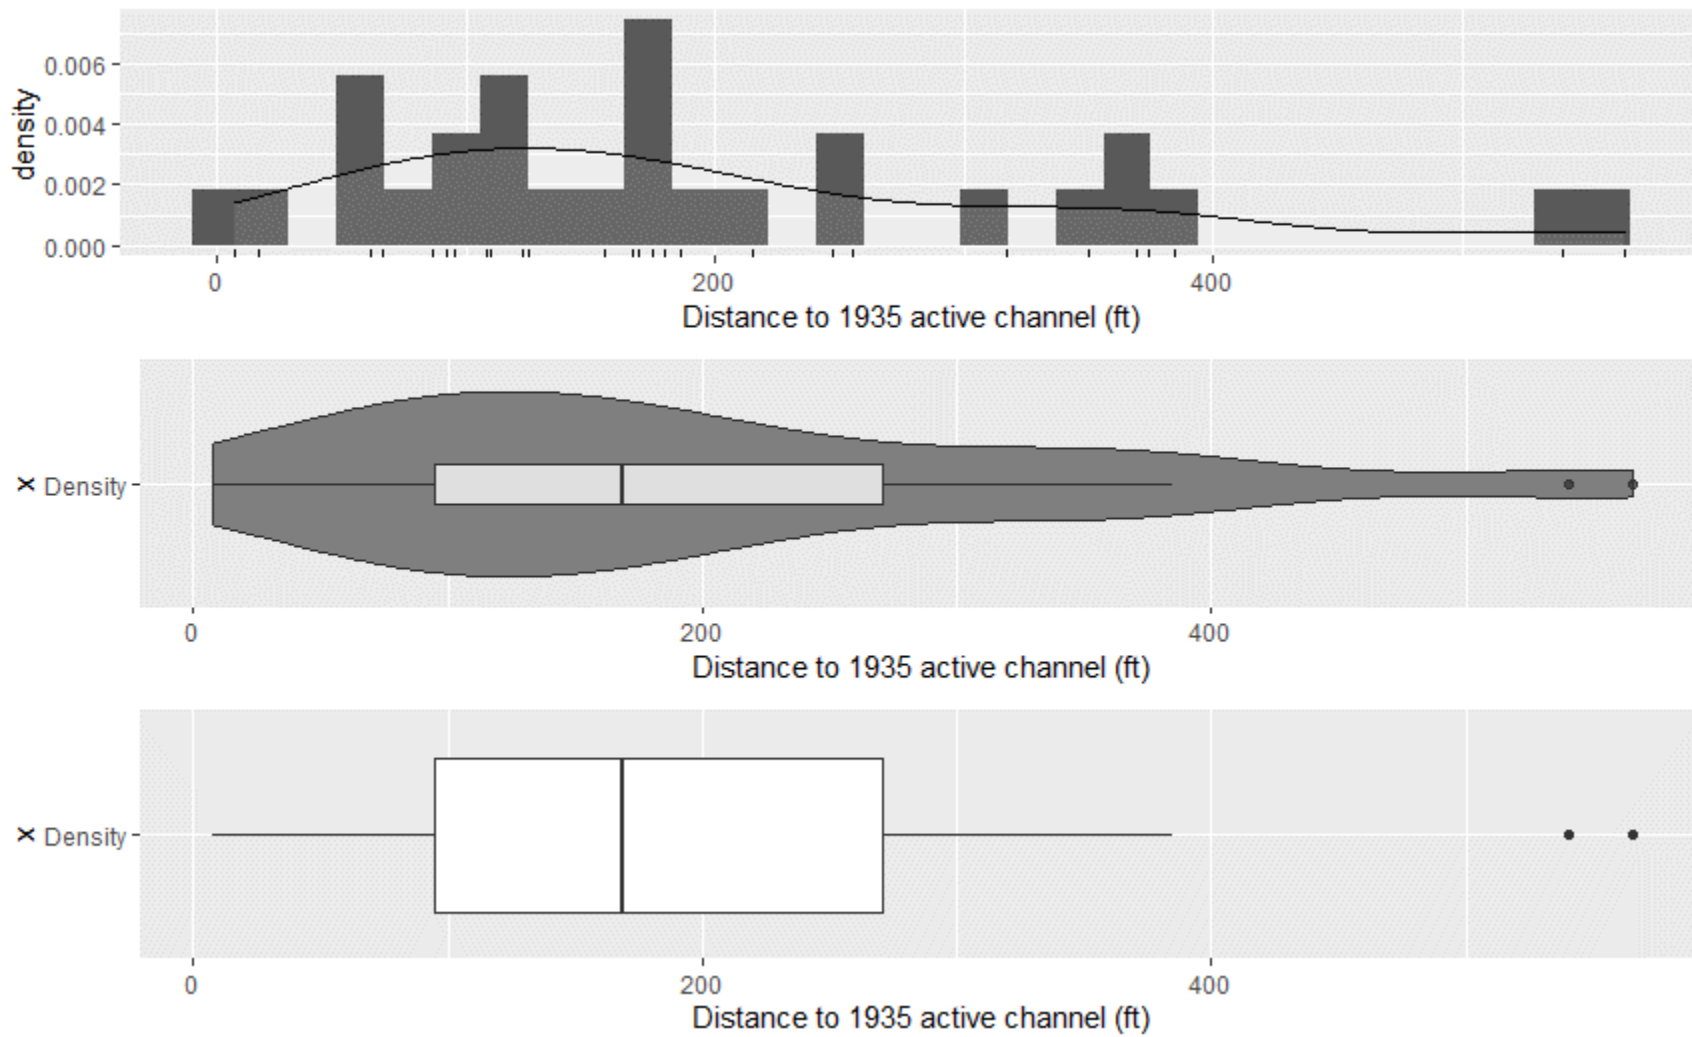 density
0.006
0.004
0.002
0.000
0 200 400
Distance to 1935 active channel (ft)
x
Density
0 200 400
Distance to 1935 active channel (ft)
x
Density
0 200 400
Distance to 1935 active channel (ft)